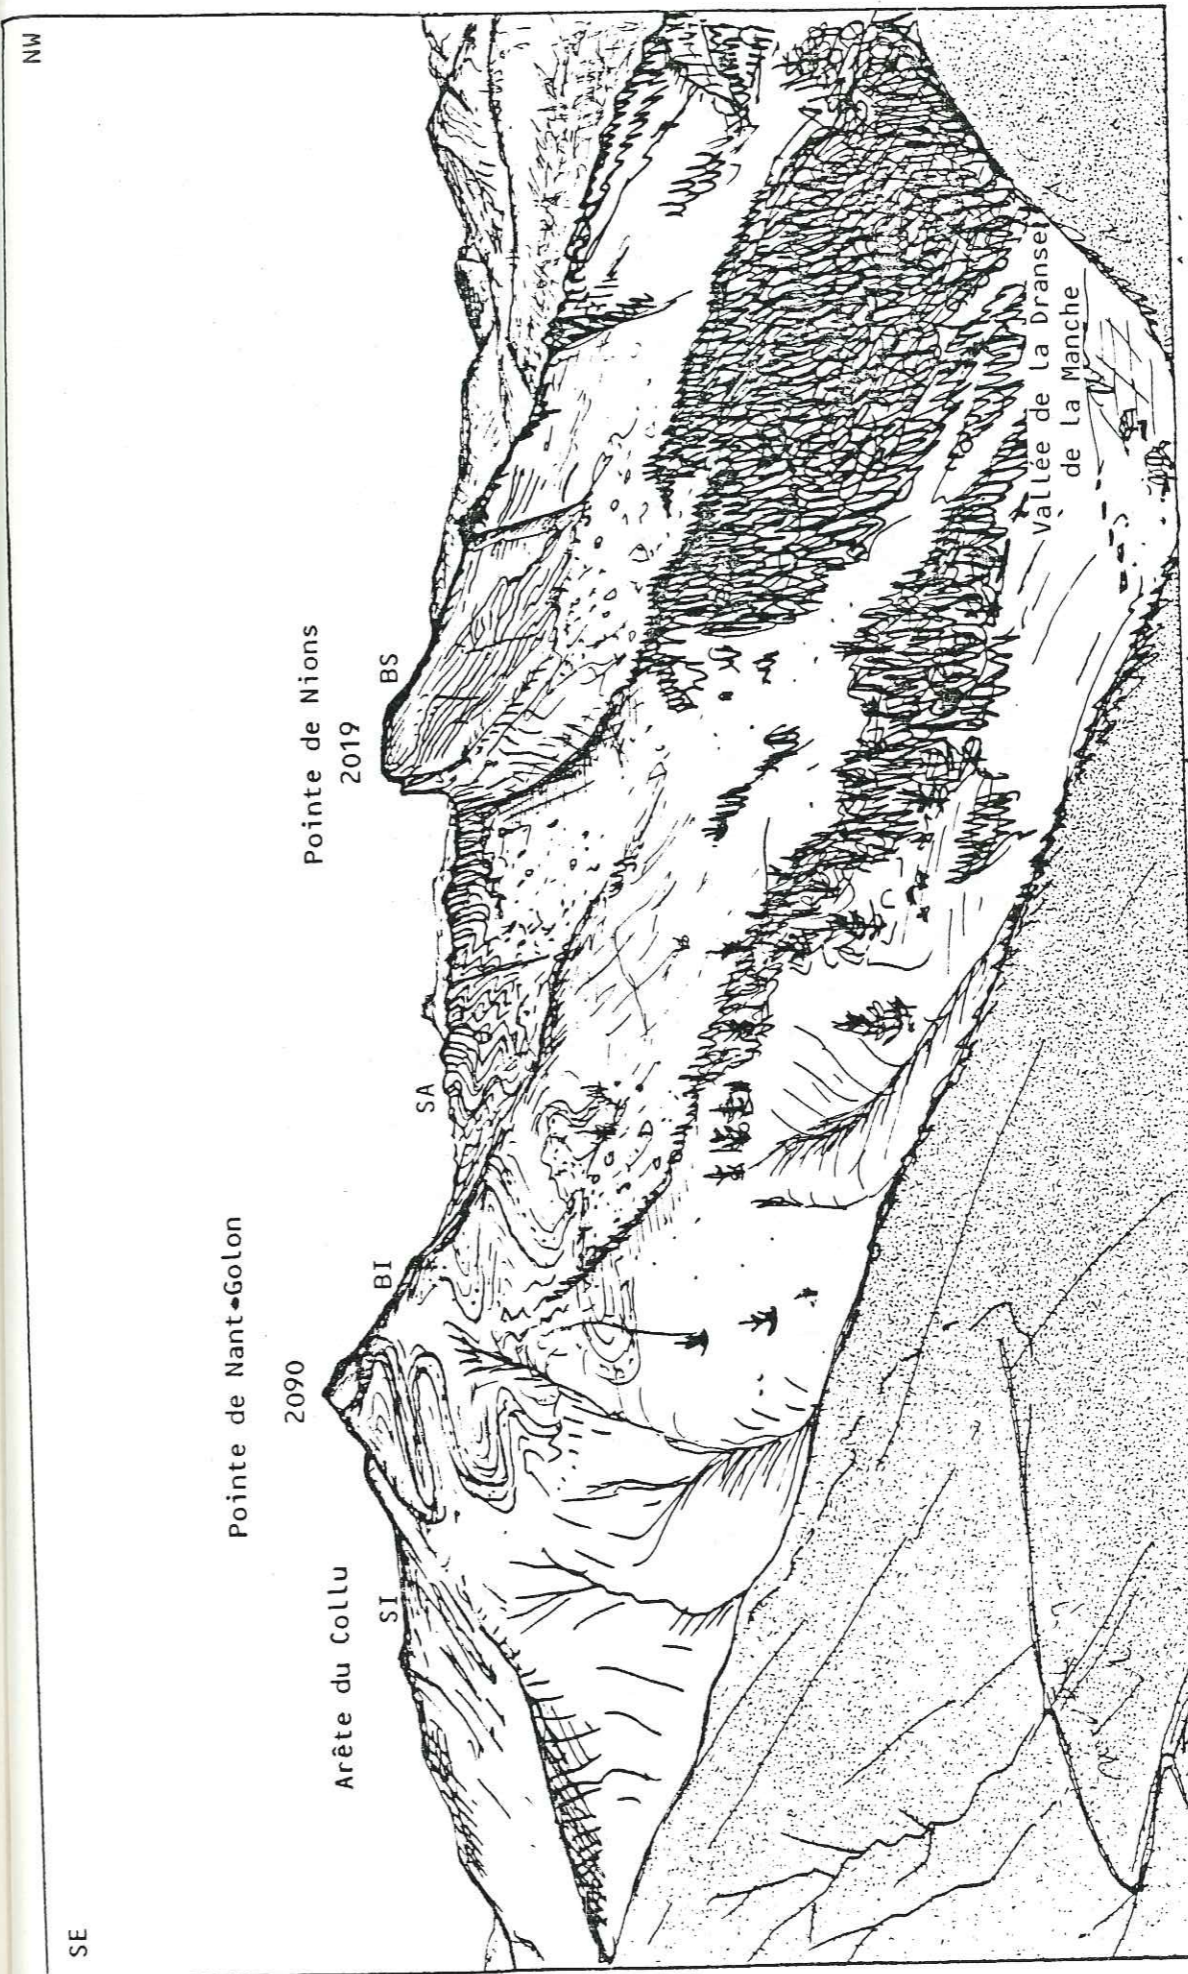 SE
NW
Pointe de Nant-Golon
2090
Pointe de Nions
2019
Arête du Collu
SI
BI
SA
BS
Vallée de la Dranse
de la Manche